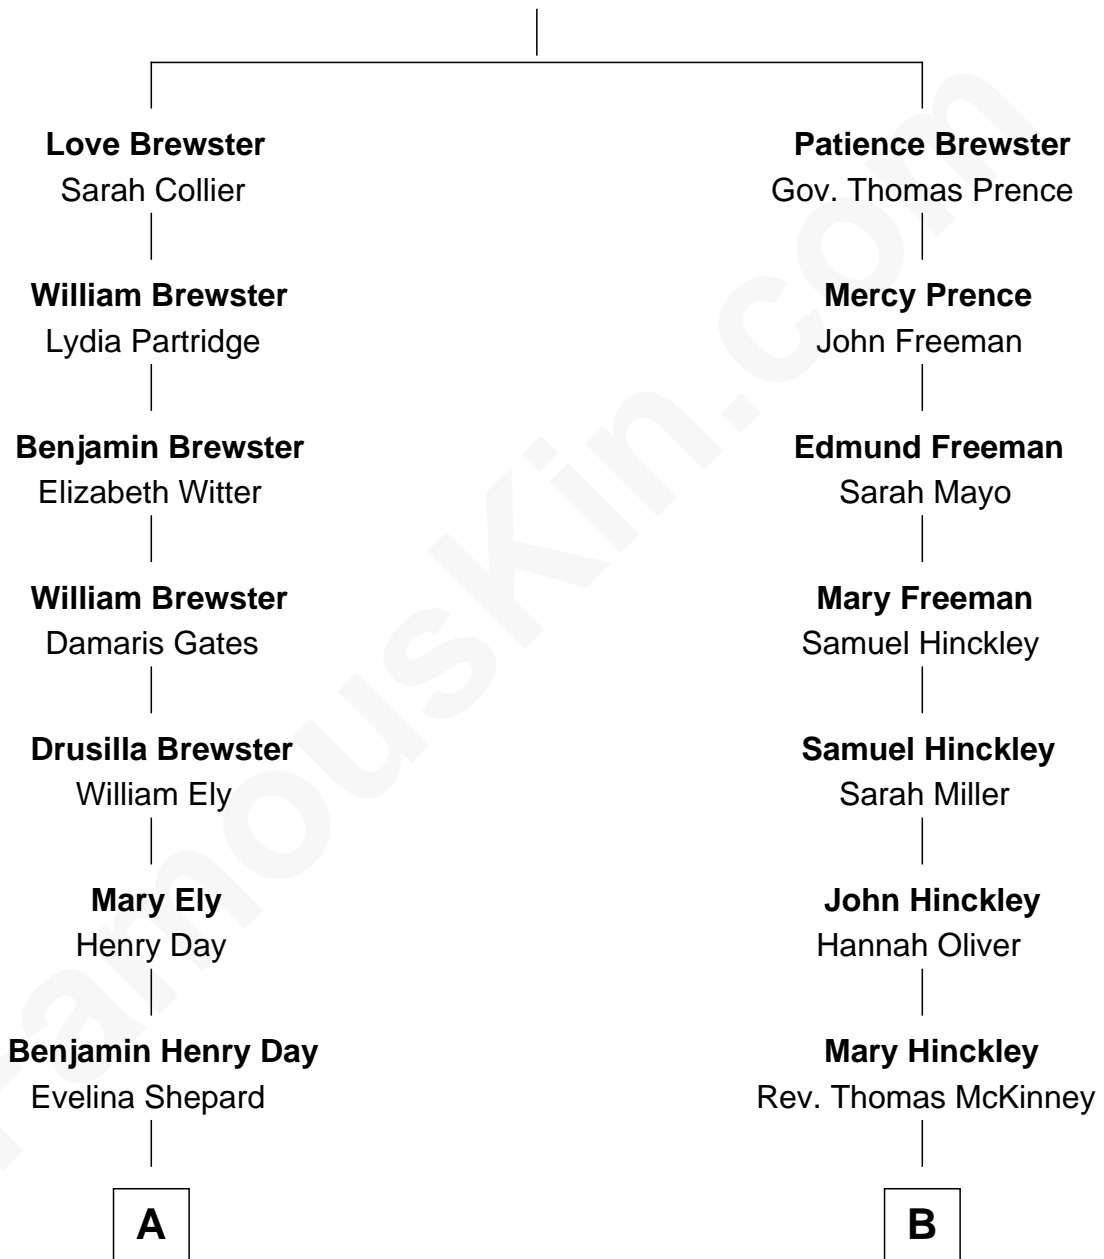 Love Brewster
Sarah Collier
William Brewster
Lydia Partridge
Benjamin Brewster
Elizabeth Witter
William Brewster
Damaris Gates
Drusilla Brewster
William Ely
Mary Ely
Henry Day
Benjamin Henry Day
Evelina Shepard
A
Patience Brewster
Gov. Thomas Prence
Mercy Prence
John Freeman
Edmund Freeman
Sarah Mayo
Mary Freeman
Samuel Hinckley
Samuel Hinckley
Sarah Miller
John Hinckley
Hannah Oliver
Mary Hinckley
Rev. Thomas McKinney
B
FamousKin.com